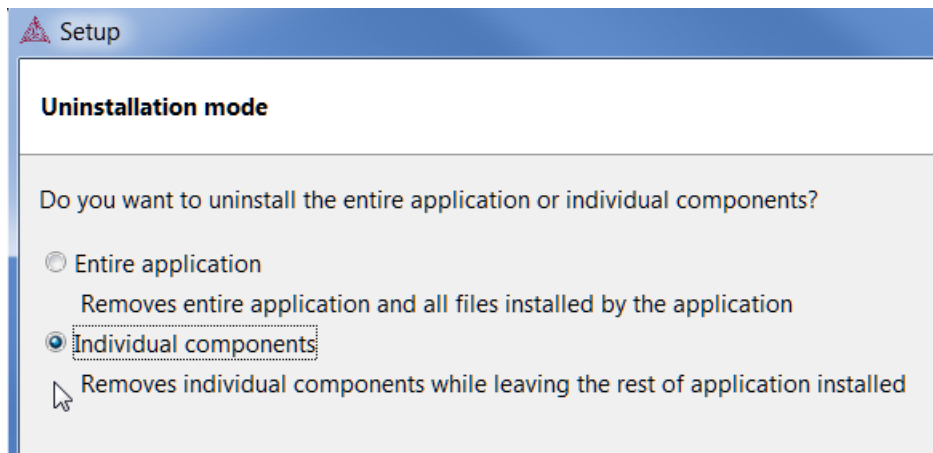 Setup
Uninstallation mode
Do you want to uninstall the entire application or individual components?
Entire application
Removes entire application and all files installed by the application
Individual components
Removes individual components while leaving the rest of application installed